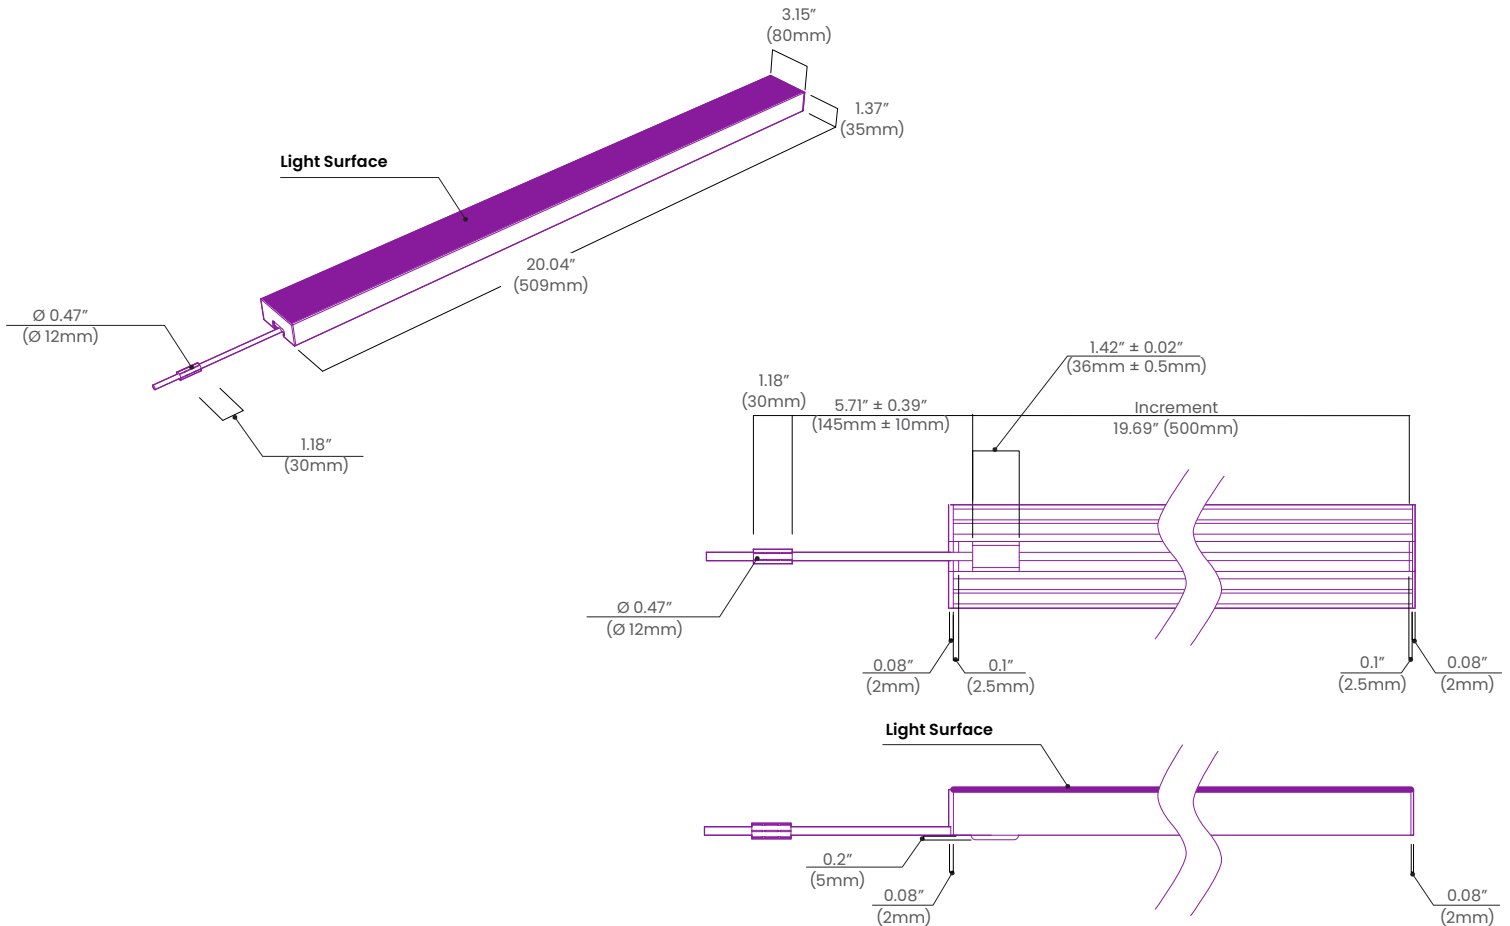 3.15”
(80mm)
1.37”
(35mm)
Light Surface
20.04”
(509mm)
Ø 0.47”
(Ø 12mm)
1.18”
(30mm)
1.42” ± 0.02”
(36mm ± 0.5mm)
1.18”
(30mm)
5.71” ± 0.39”
(145mm ± 10mm)
Increment
19.69” (500mm)
Ø 0.47”
(Ø 12mm)
0.08”
(2mm)
0.1”
(2.5mm)
0.1”
(2.5mm)
0.08”
(2mm)
Light Surface
0.2”
(5mm)
0.08”
(2mm)
0.08”
(2mm)